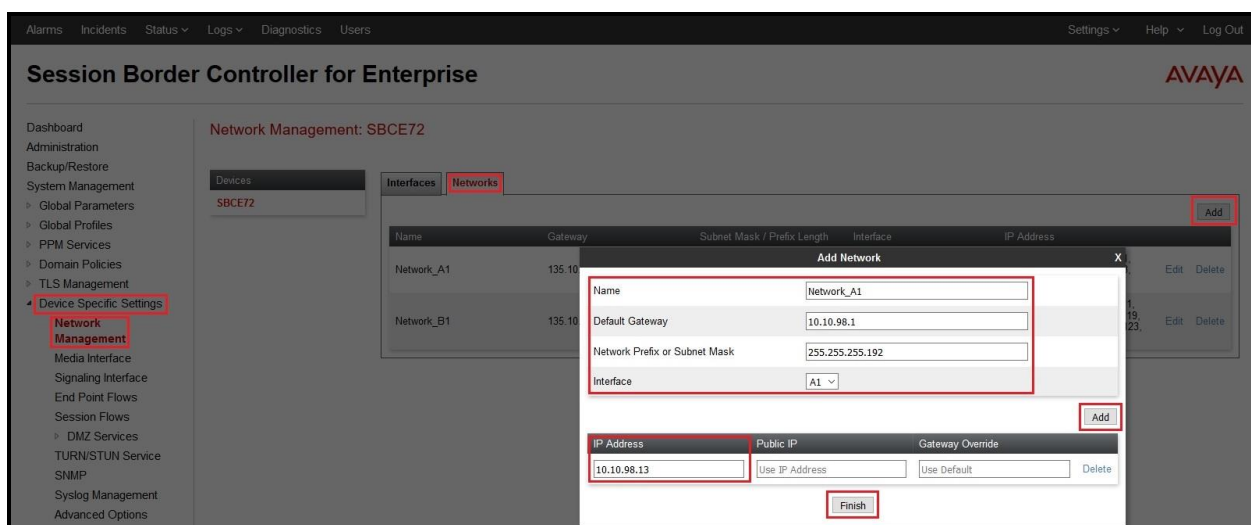 Alarms Incidents Status Logs Diagnostics Users Settings Help Log Out
Session Border Controller for Enterprise
AVAYA
Dashboard
Administration
Backup/Restore
System Management
Global Parameters
Global Profiles
PPM Services
Domain Policies
TLS Management
Device Specific Settings
Network
Management
Media Interface
Signaling Interface
End Point Flows
Session Flows
DMZ Services
TURN/STUN Service
SNMP
Syslog Management
Advanced Options
Network Management: SBCE72
Devices
SBCE72
Interfaces Networks
Add
Name Gateway Subnet Mask / Prefix Length Interface IP Address
Network_A1 135.10 Edit Delete
Network_B1 135.10 19, 23, Edit Delete
Add Network X
Name Network_A1
Default Gateway 10.10.98.1
Network Prefix or Subnet Mask 255.255.255.192
Interface A1
Add
IP Address Public IP Gateway Override
10.10.98.13 Use IP Address Use Default Delete
Finish